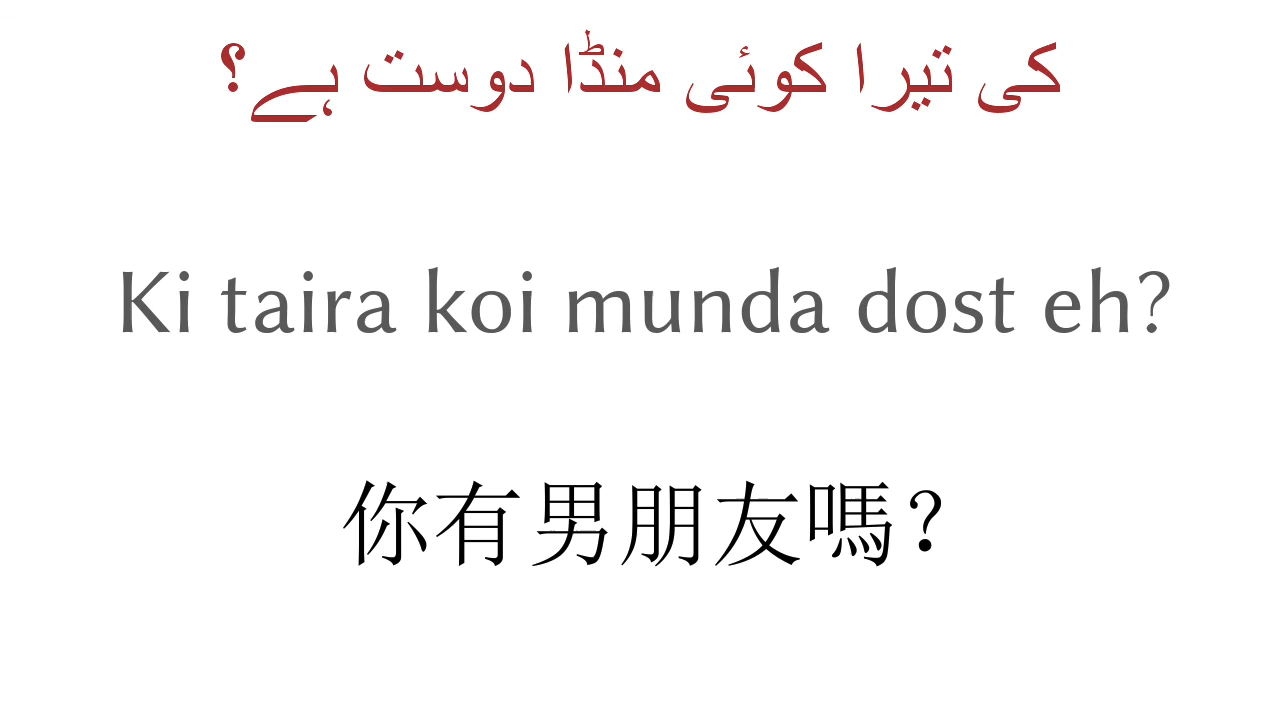 کی تیرا کوئی منڈا دوست ہے؟
Ki taira koi munda dost eh?
你有男朋友嗎？